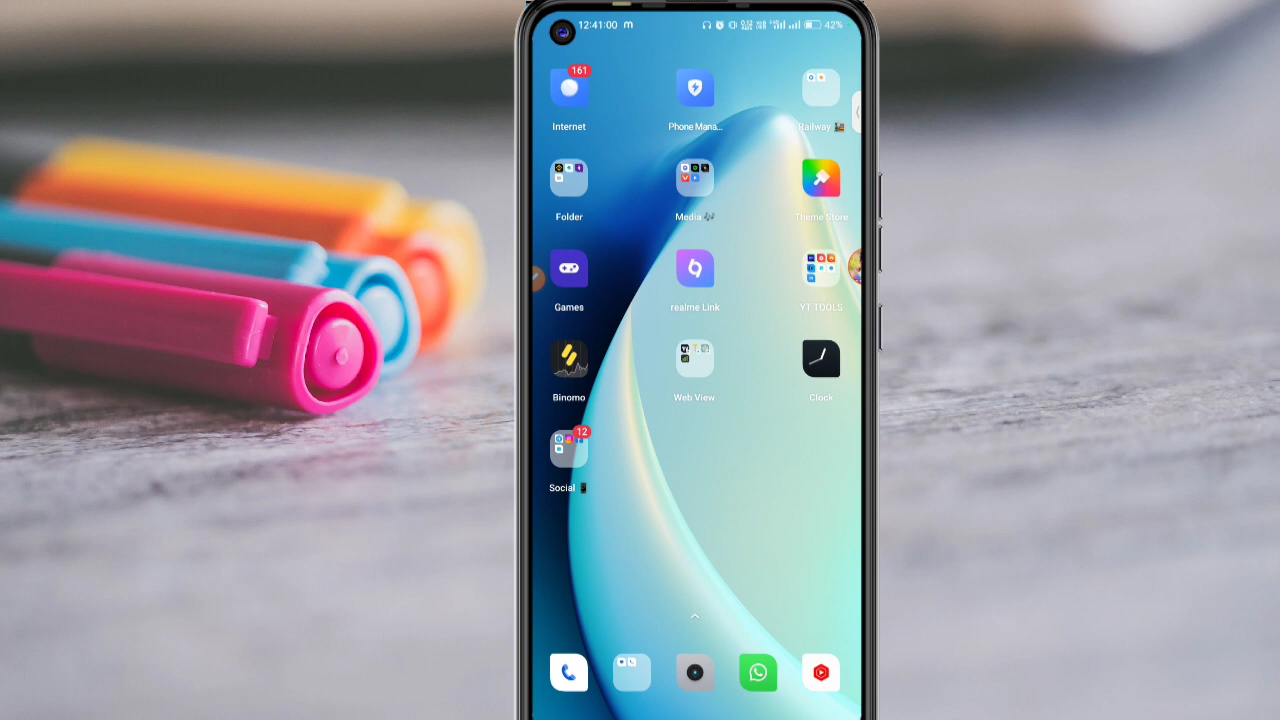 12:41:00 m 42%
161
Internet Phone Mana... Railway 🚂
Folder Media 🎶 Theme Store
Games realme Link YT TOOLS
Binomo Web View Clock
12
Social 📱